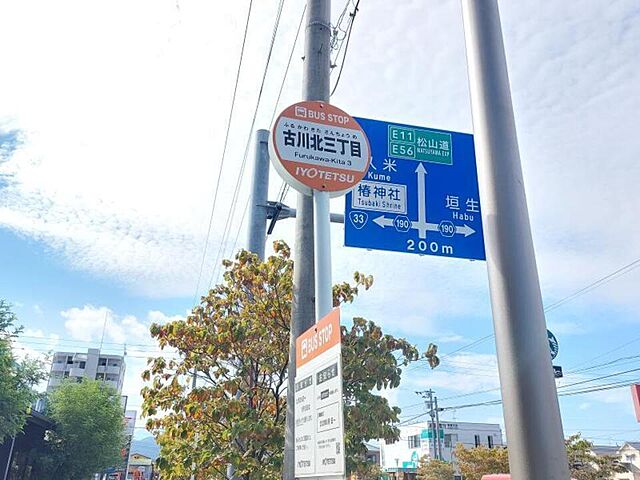 BUS STOP
ふるかわきたさんちょうめ
古川北三丁目
Furukawa-Kita 3
IYOTETSU
E11
E56
松山道
MATSUYAMA EXP
久米
Kume
椿神社
Tsubaki Shrine
垣生
Habu
33
190
190
200m
BUS STOP
IYOTETSU